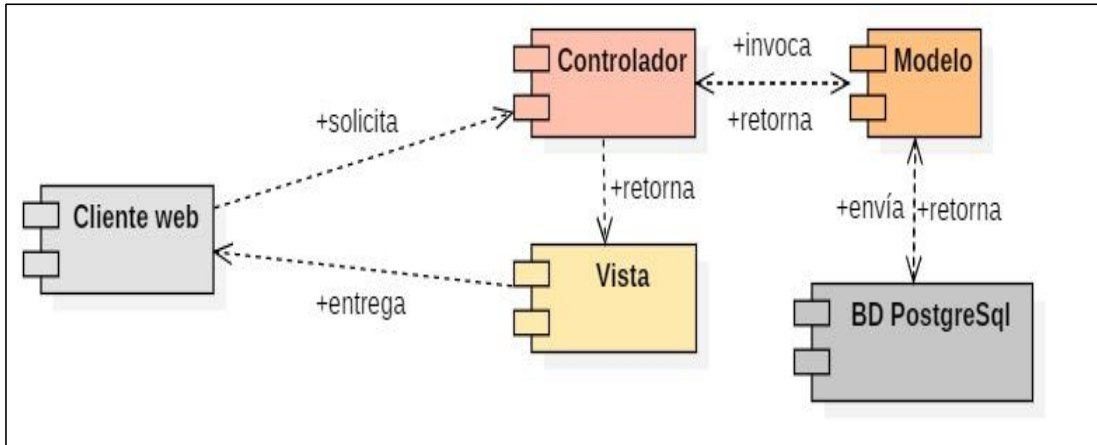 Controlador
+invoca
Modelo
+solicita
+retorna
Cliente web
+retorna
+envía +retorna
Vista
+entrega
BD PostgreSql